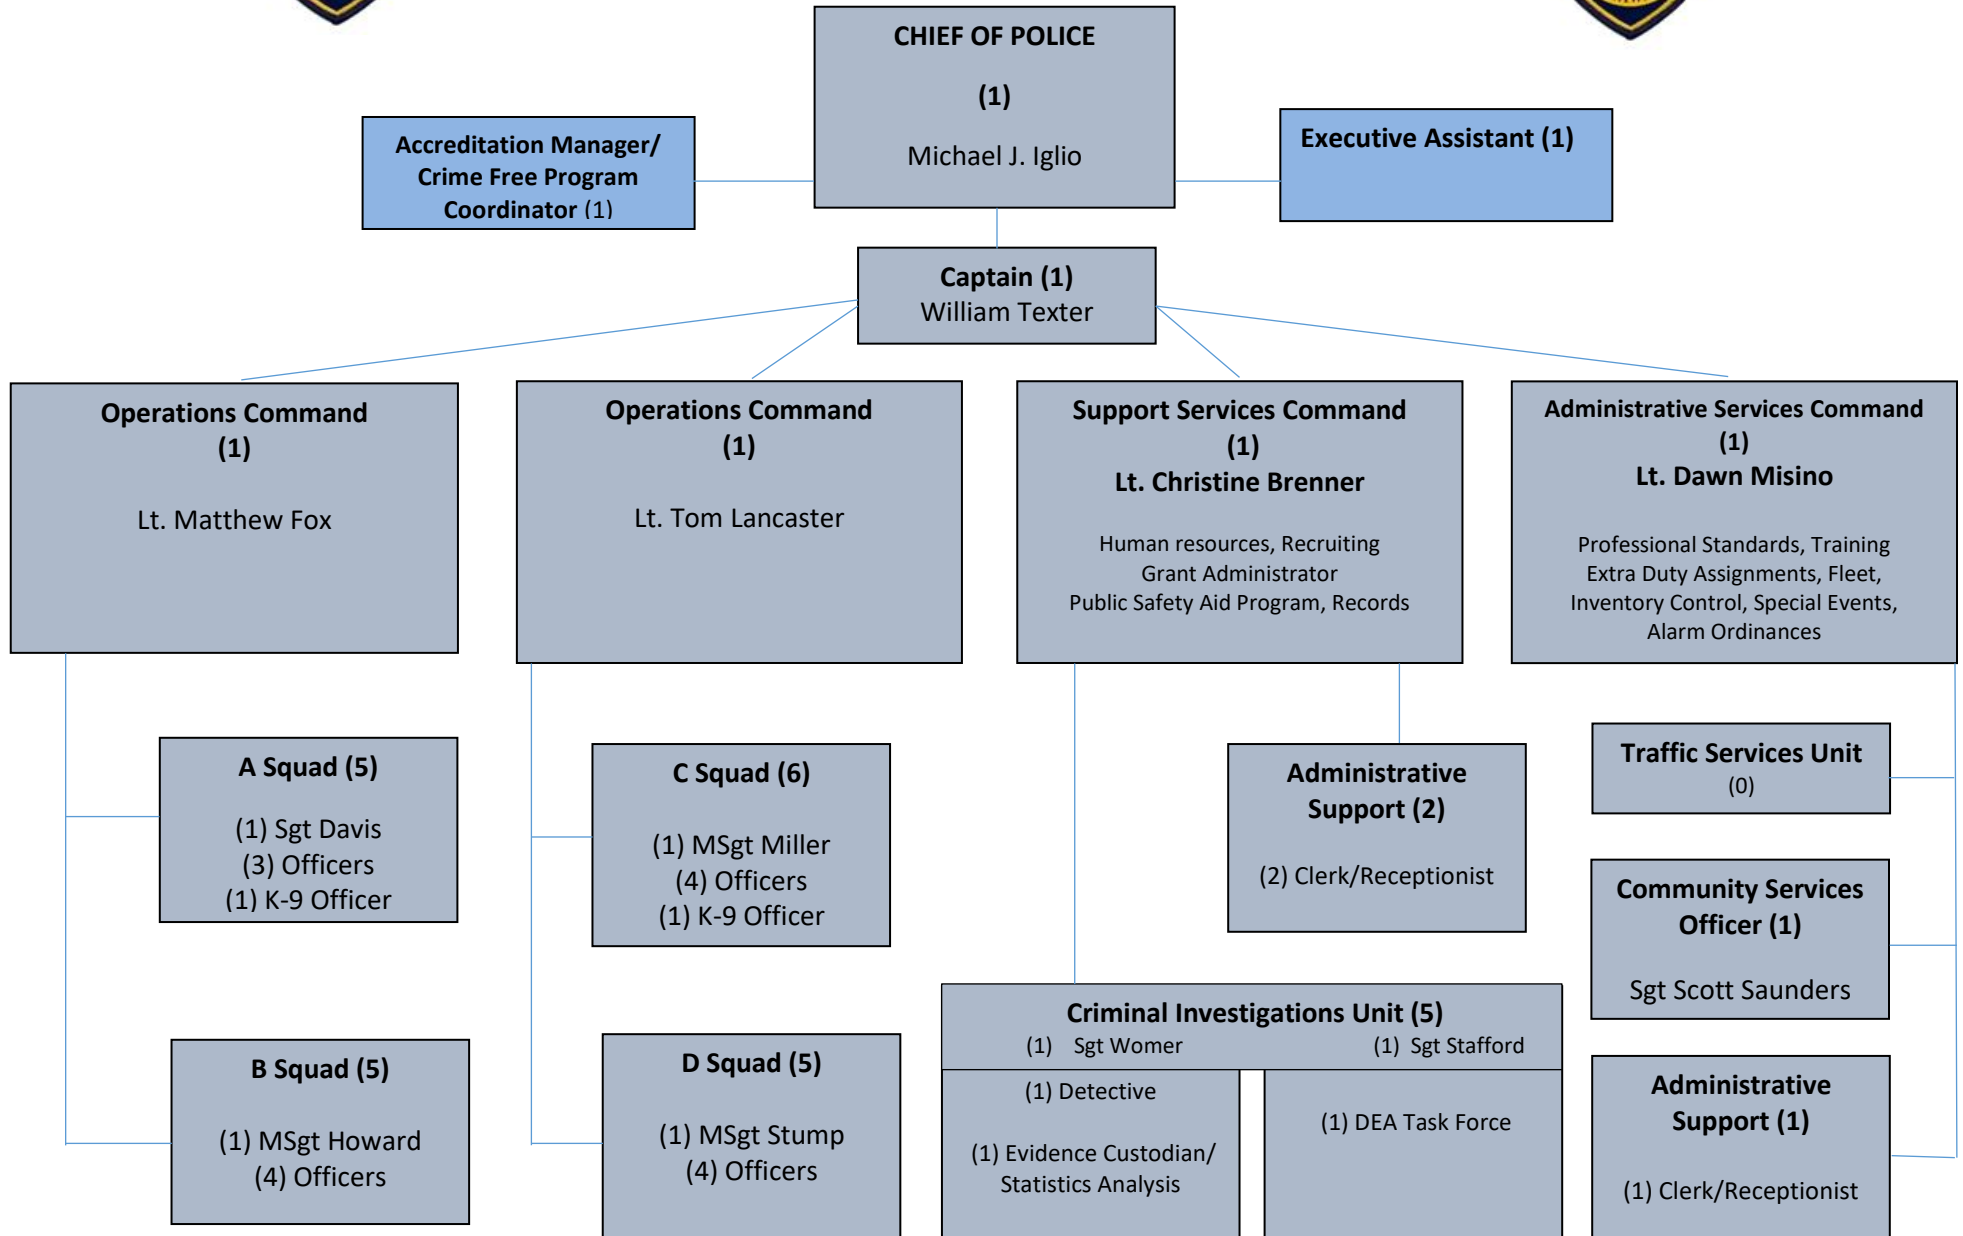 CHIEF OF POLICE
(1)
Michael J. Iglio
Accreditation Manager/
Crime Free Program
Coordinator (1)
Executive Assistant (1)
Captain (1)
William Texter
Operations Command
(1)
Lt. Matthew Fox
Operations Command
(1)
Lt. Tom Lancaster
Support Services Command
(1)
Lt. Christine Brenner
Human resources, Recruiting
Grant Administrator
Public Safety Aid Program, Records
Administrative Services Command
(1)
Lt. Dawn Misino
Professional Standards, Training
Extra Duty Assignments, Fleet,
Inventory Control, Special Events,
Alarm Ordinances
A Squad (5)
(1) Sgt Davis
(3) Officers
(1) K-9 Officer
B Squad (5)
(1) MSgt Howard
(4) Officers
C Squad (6)
(1) MSgt Miller
(4) Officers
(1) K-9 Officer
D Squad (5)
(1) MSgt Stump
(4) Officers
Administrative
Support (2)
(2) Clerk/Receptionist
Criminal Investigations Unit (5)
(1) Sgt Womer
(1) Sgt Stafford
(1) Detective
(1) Evidence Custodian/
Statistics Analysis
(1) DEA Task Force
Traffic Services Unit
(0)
Community Services
Officer (1)
Sgt Scott Saunders
Administrative
Support (1)
(1) Clerk/Receptionist